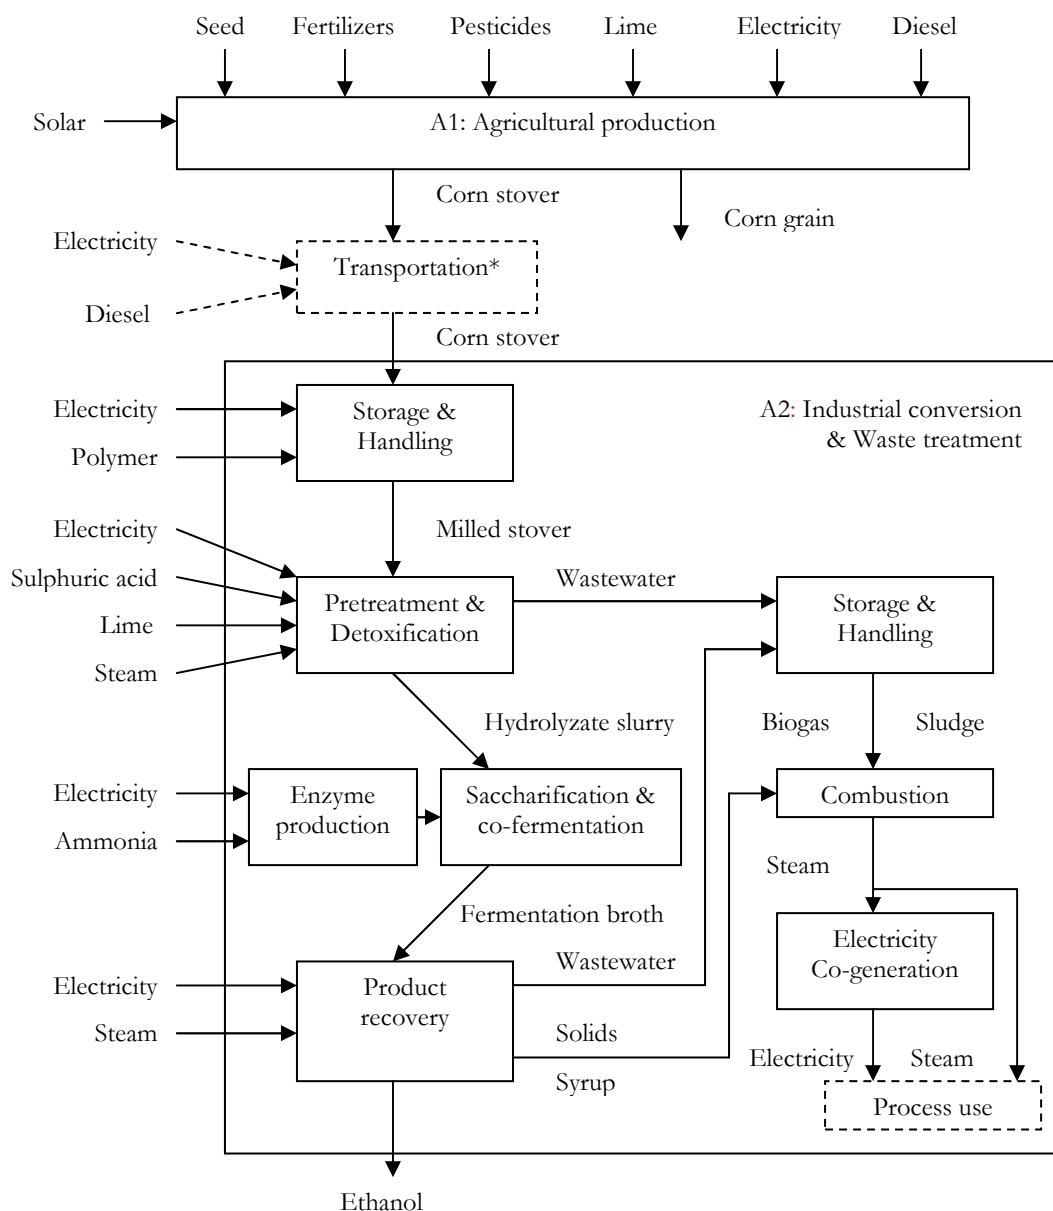 Seed
Fertilizers
Pesticides
Lime
Electricity
Diesel
Solar
A1: Agricultural production
Corn stover
Corn grain
Electricity
Transportation*
Diesel
Corn stover
Electricity
Storage &
Handling
A2: Industrial conversion
& Waste treatment
Polymer
Electricity
Milled stover
Sulphuric acid
Wastewater
Pretreatment &
Detoxification
Storage &
Handling
Lime
Steam
Hydrolyzate slurry
Biogas
Sludge
Electricity
Enzyme
production
Saccharification &
co-fermentation
Combustion
Ammonia
Steam
Fermentation broth
Electricity
Co-generation
Wastewater
Electricity
Product
recovery
Steam
Solids
Syrup
Electricity
Steam
Process use
Ethanol